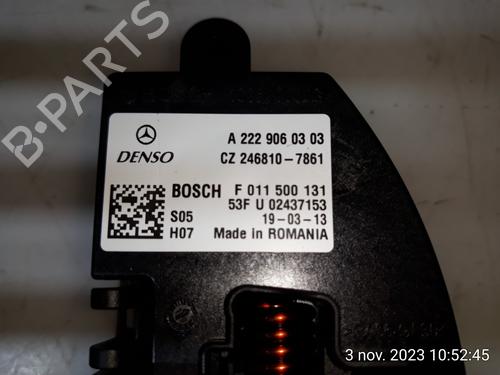 A 222 906 03 03
DENSO CZ 246810-7861
BOSCH F 011 500 131
53F U 02437153
S05 19-03-13
H07 Made in ROMANIA
B-PARTS
3 nov. 2023 10:52:45